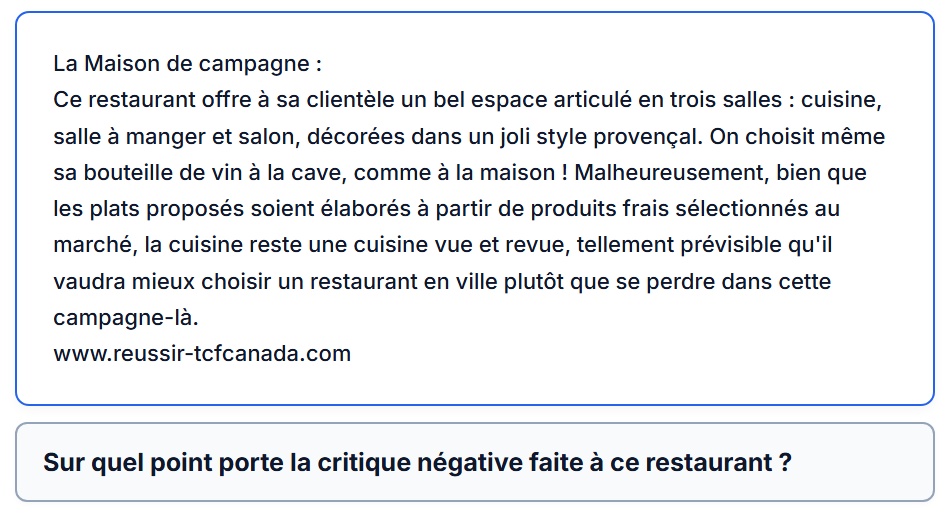 La Maison de campagne :
Ce restaurant offre à sa clientèle un bel espace articulé en trois salles : cuisine,
salle à manger et salon, décorées dans un joli style provençal. On choisit même
sa bouteille de vin à la cave, comme à la maison ! Malheureusement, bien que
les plats proposés soient élaborés à partir de produits frais sélectionnés au
marché, la cuisine reste une cuisine vue et revue, tellement prévisible qu'il
vaudra mieux choisir un restaurant en ville plutôt que se perdre dans cette
campagne-là.
www.reussir-tcfcanada.com
Sur quel point porte la critique négative faite à ce restaurant ?